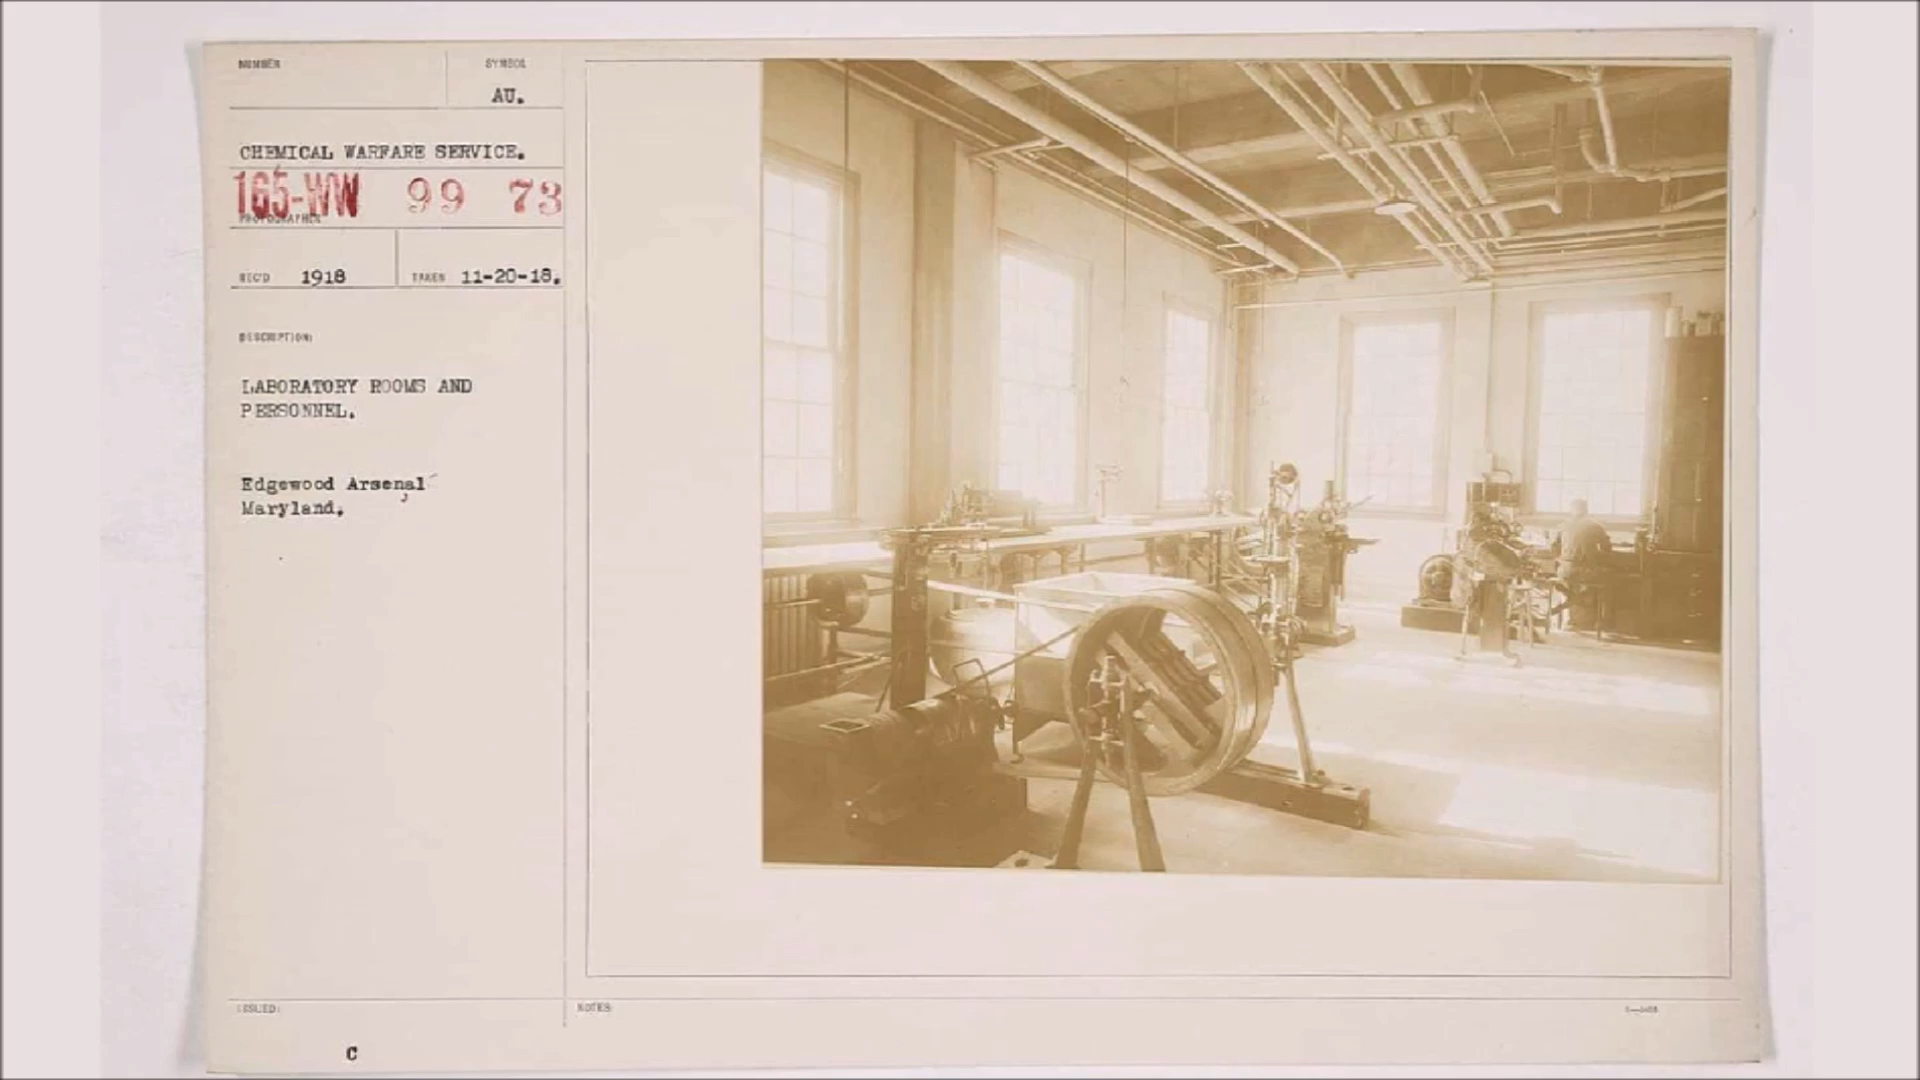 NUMBER
SYMBOL
AU.
CHEMICAL WARFARE SERVICE.
165-WW 99 73
PHOTOGRAPHER
REC'D 1918
TAKEN 11-20-18.
DESCRIPTION:
LABORATORY ROOMS AND
PERSONNEL.
Edgewood Arsenal,
Maryland.
ISSUED:
NOTES:
C